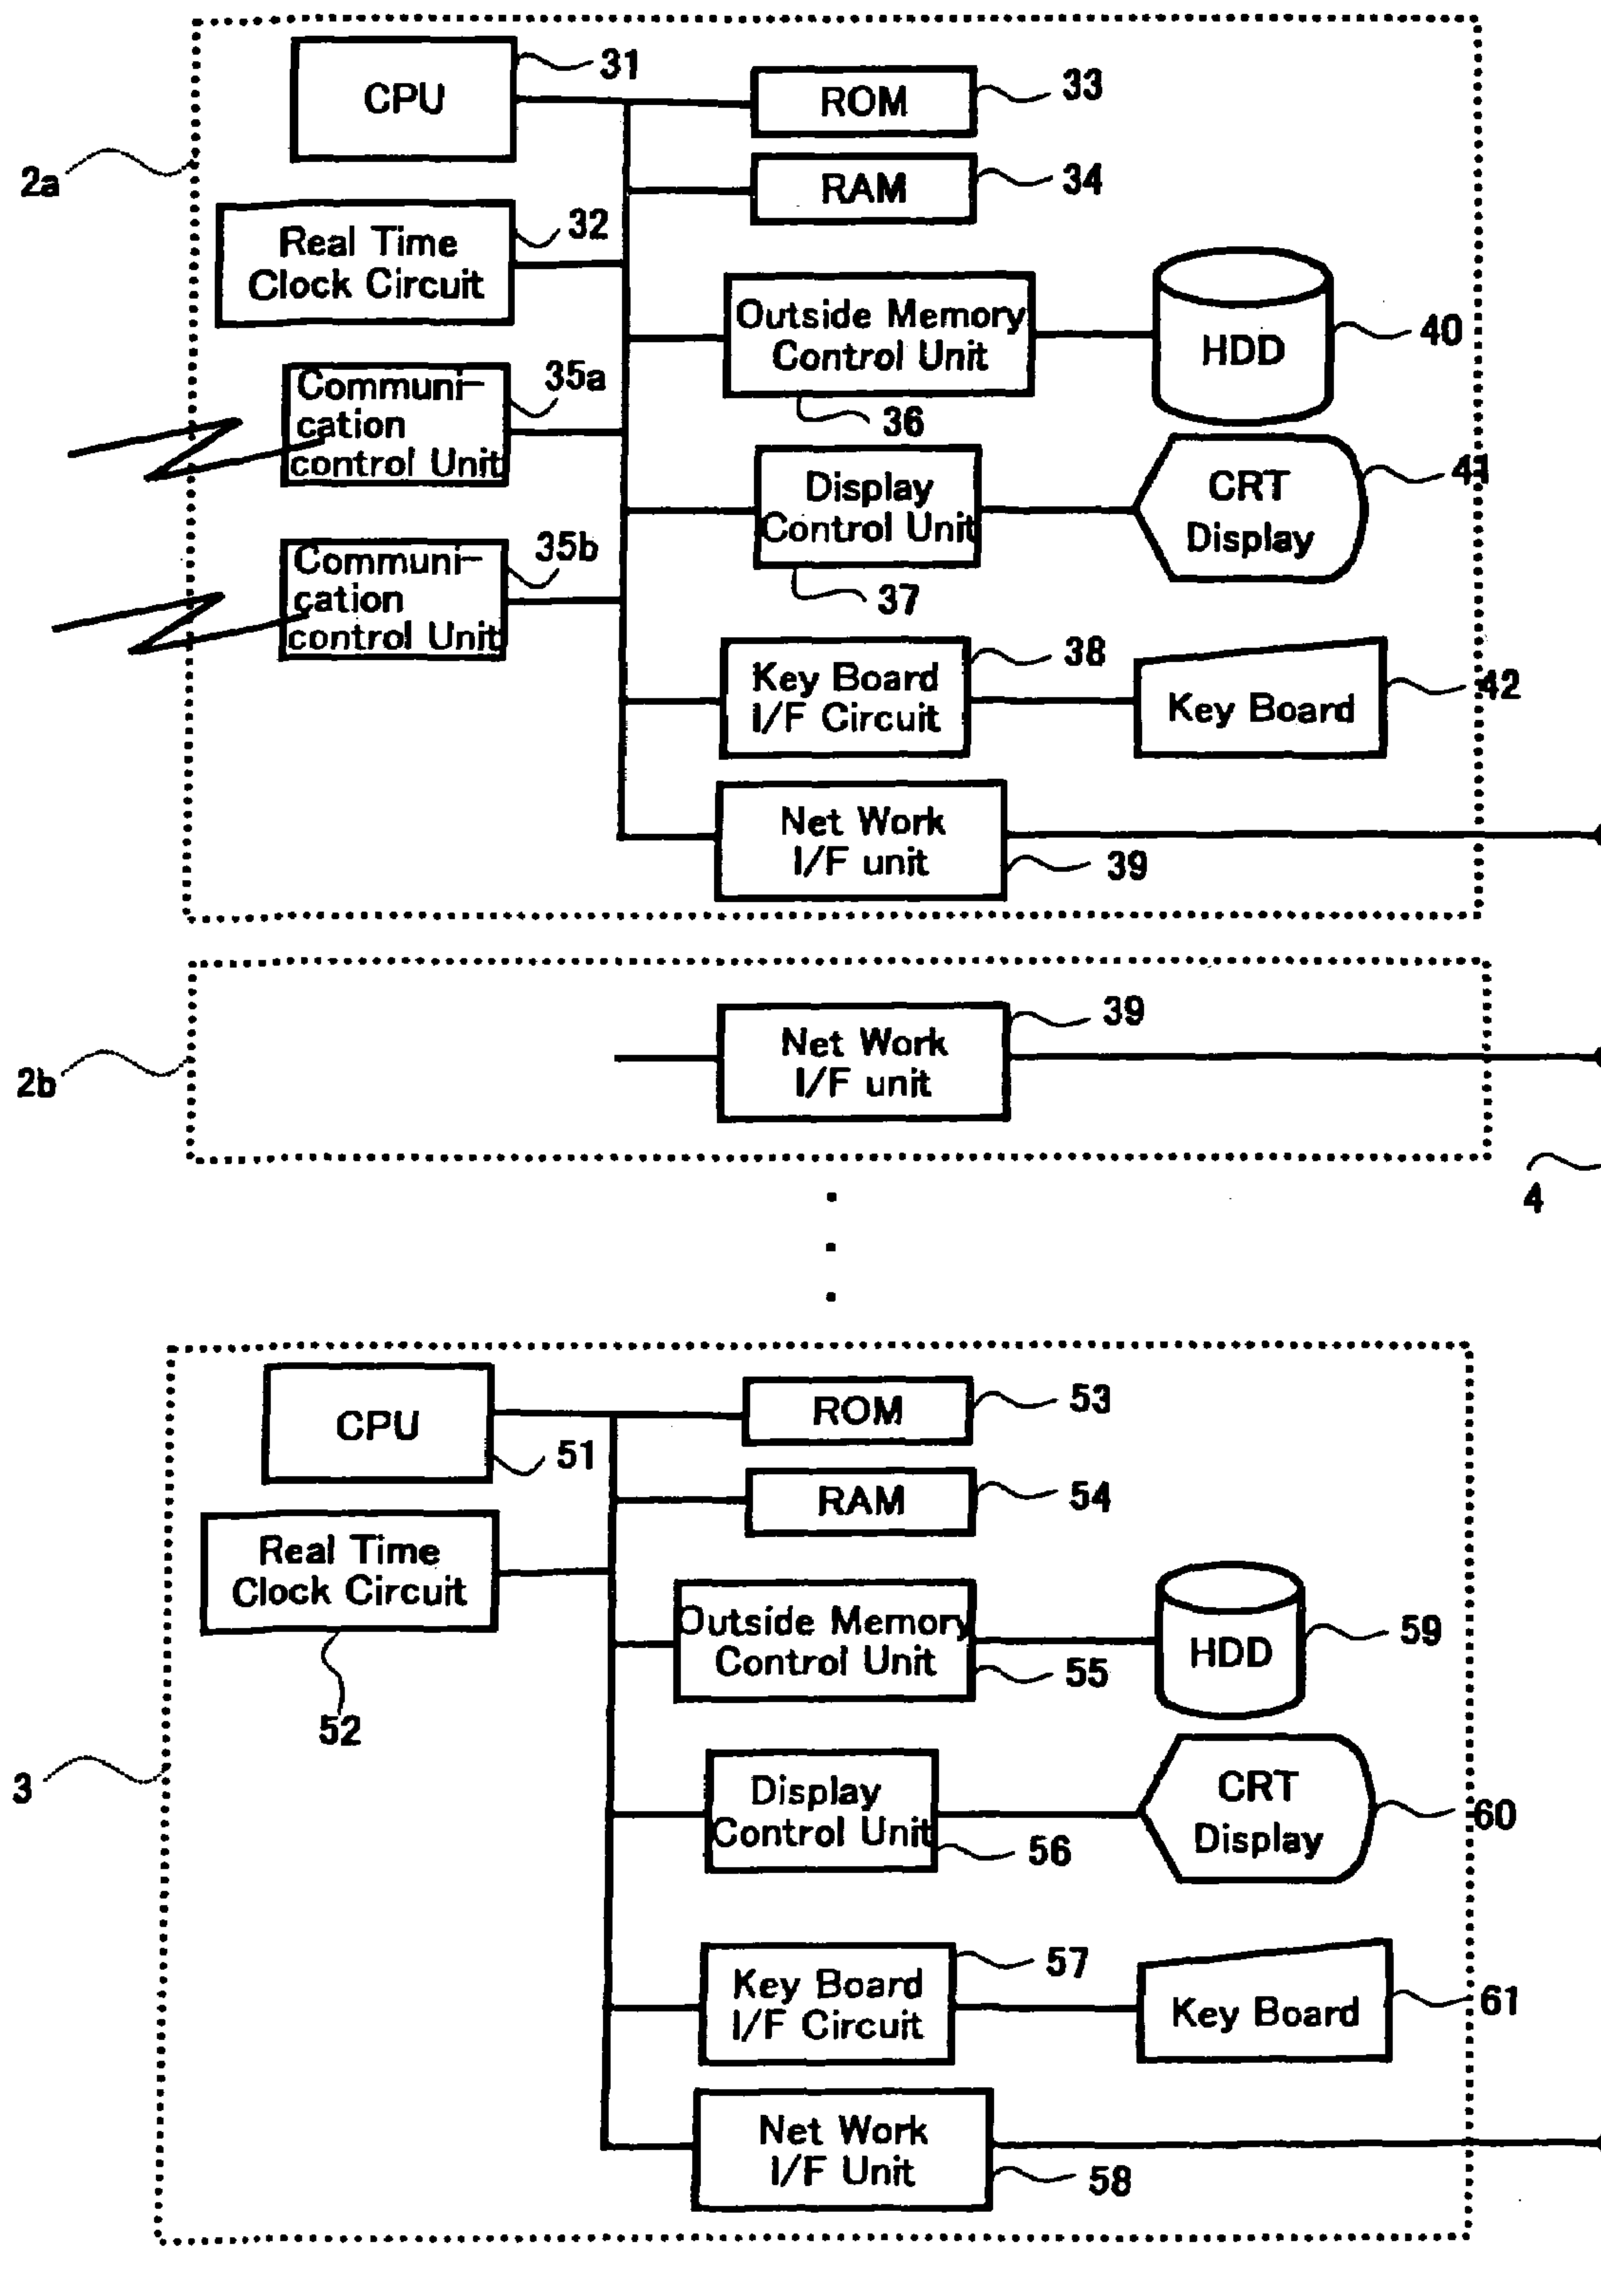 CPU
31
ROM
33
2a
RAM
34
Real Time
Clock Circuit
32
Outside Memory
Control Unit
36
HDD
40
Communi-
cation
control Unit
35a
Display
Control Unit
37
CRT
Display
41
Communi-
cation
control Unit
35b
Key Board
I/F Circuit
38
Key Board
42
Net Work
I/F unit
39
2b
Net Work
I/F unit
39
4
CPU
51
ROM
53
RAM
54
Real Time
Clock Circuit
52
Outside Memory
Control Unit
55
HDD
59
3
Display
Control Unit
56
CRT
Display
60
Key Board
I/F Circuit
57
Key Board
61
Net Work
I/F Unit
58